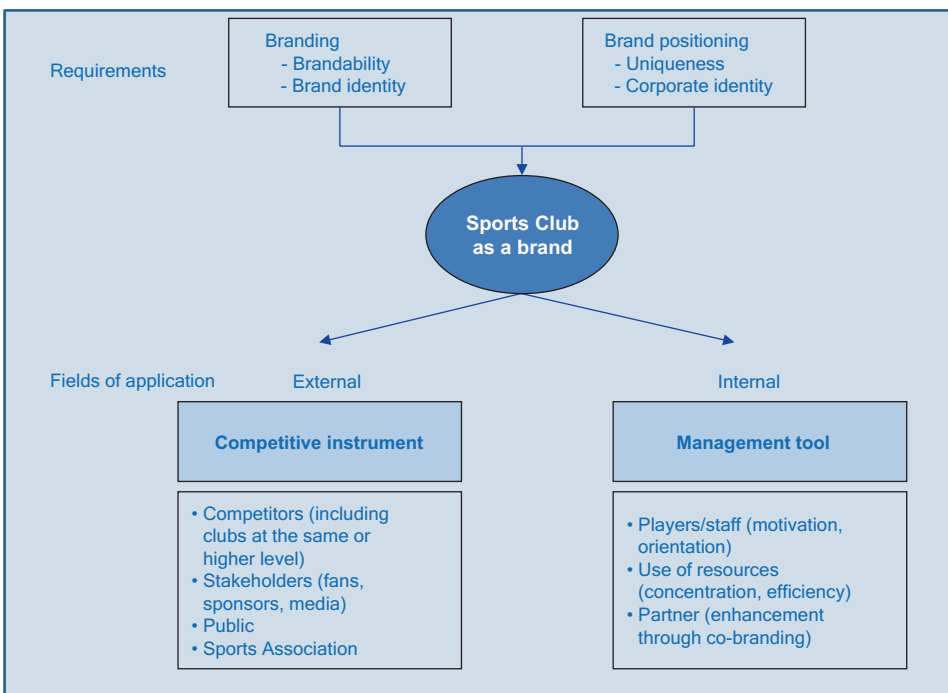 Requirements
Branding
- Brandability
- Brand identity
Brand positioning
- Uniqueness
- Corporate identity
Sports Club
as a brand
Fields of application
External
Internal
Competitive instrument
• Competitors (including
clubs at the same or
higher level)
• Stakeholders (fans,
sponsors, media)
• Public
• Sports Association
Management tool
• Players/staff (motivation,
orientation)
• Use of resources
(concentration, efficiency)
• Partner (enhancement
through co-branding)